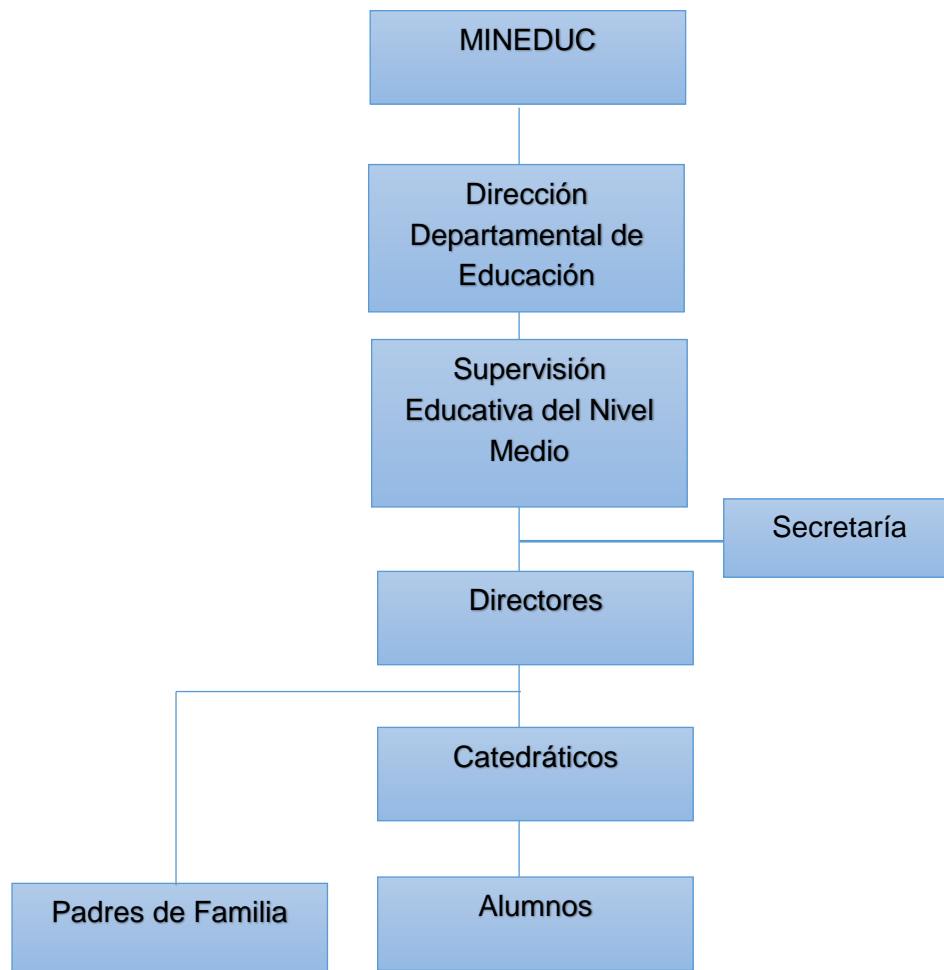 MINEDUC
Dirección
Departamental de
Educación
Supervisión
Educativa del Nivel
Medio
Secretaría
Directores
Catedráticos
Padres de Familia
Alumnos